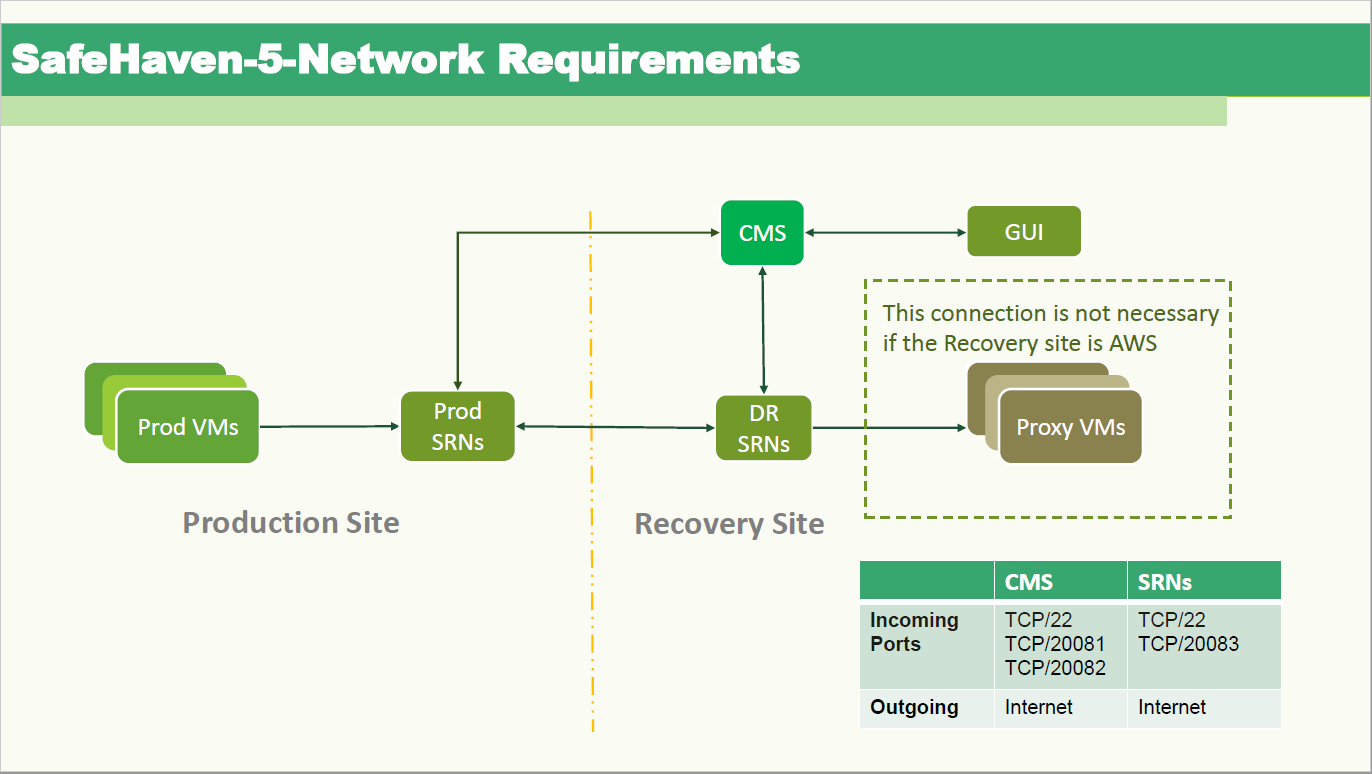 SafeHaven-5-Network Requirements
CMS
GUI
This connection is not necessary
if the Recovery site is AWS
Prod VMs
Prod
SRNs
DR
SRNs
Proxy VMs
Production Site
Recovery Site
CMS SRNs
Incoming TCP/22 TCP/22
Ports TCP/20081 TCP/20083
TCP/20082
Outgoing Internet Internet